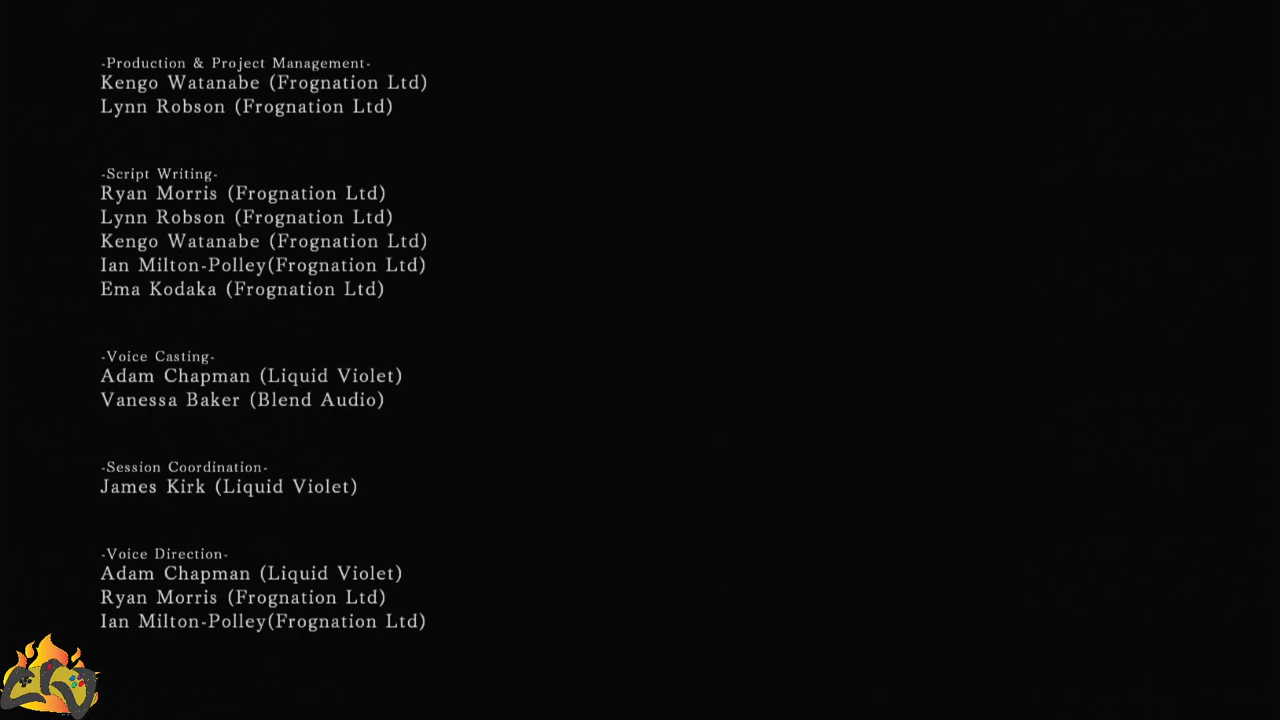 -Production & Project Management-
Kengo Watanabe (Frognation Ltd)
Lynn Robson (Frognation Ltd)
-Script Writing-
Ryan Morris (Frognation Ltd)
Lynn Robson (Frognation Ltd)
Kengo Watanabe (Frognation Ltd)
Ian Milton-Polley(Frognation Ltd)
Ema Kodaka (Frognation Ltd)
-Voice Casting-
Adam Chapman (Liquid Violet)
Vanessa Baker (Blend Audio)
-Session Coordination-
James Kirk (Liquid Violet)
-Voice Direction-
Adam Chapman (Liquid Violet)
Ryan Morris (Frognation Ltd)
Ian Milton-Polley(Frognation Ltd)